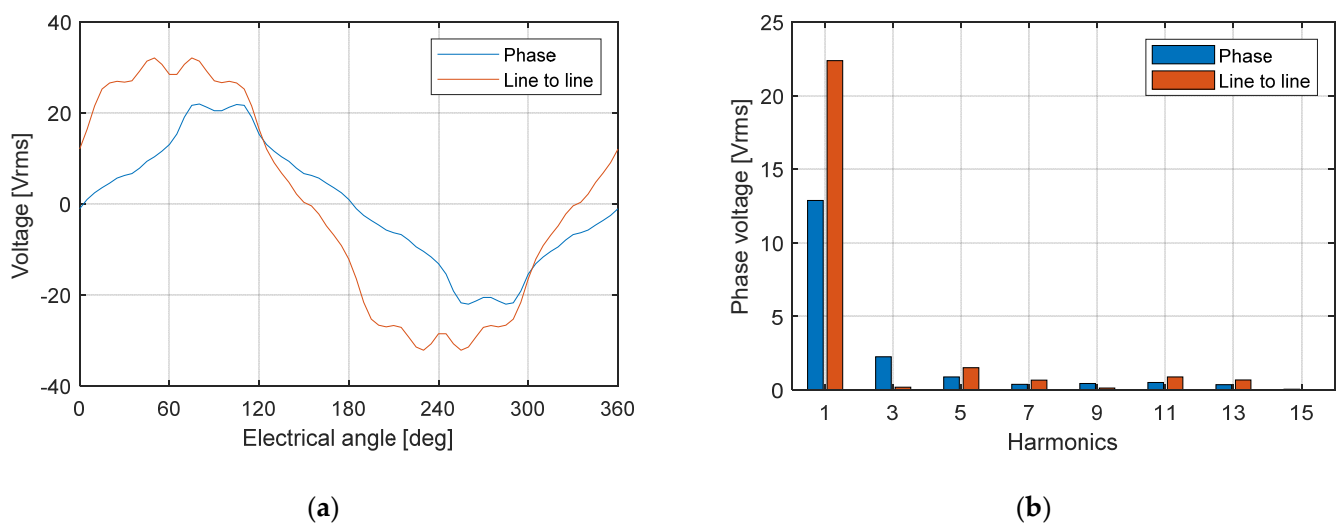 40
20
0
-20
-40
Voltage [Vrms]
Phase
Line to line
0 60 120 180 240 300 360
Electrical angle [deg]
(a)
25
20
15
10
5
0
Phase voltage [Vrms]
Phase
Line to line
1 3 5 7 9 11 13 15
Harmonics
(b)